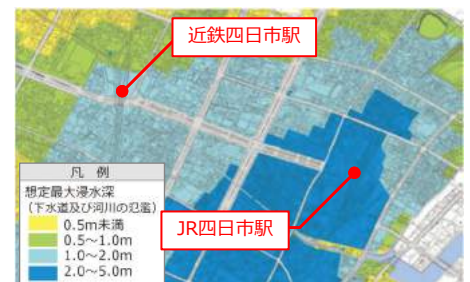 近鉄四日市駅
JR四日市駅
凡 例
想定最大浸水深
(下水道及び河川の氾濫)
0.5m未満
0.5～1.0m
1.0～2.0m
2.0～5.0m